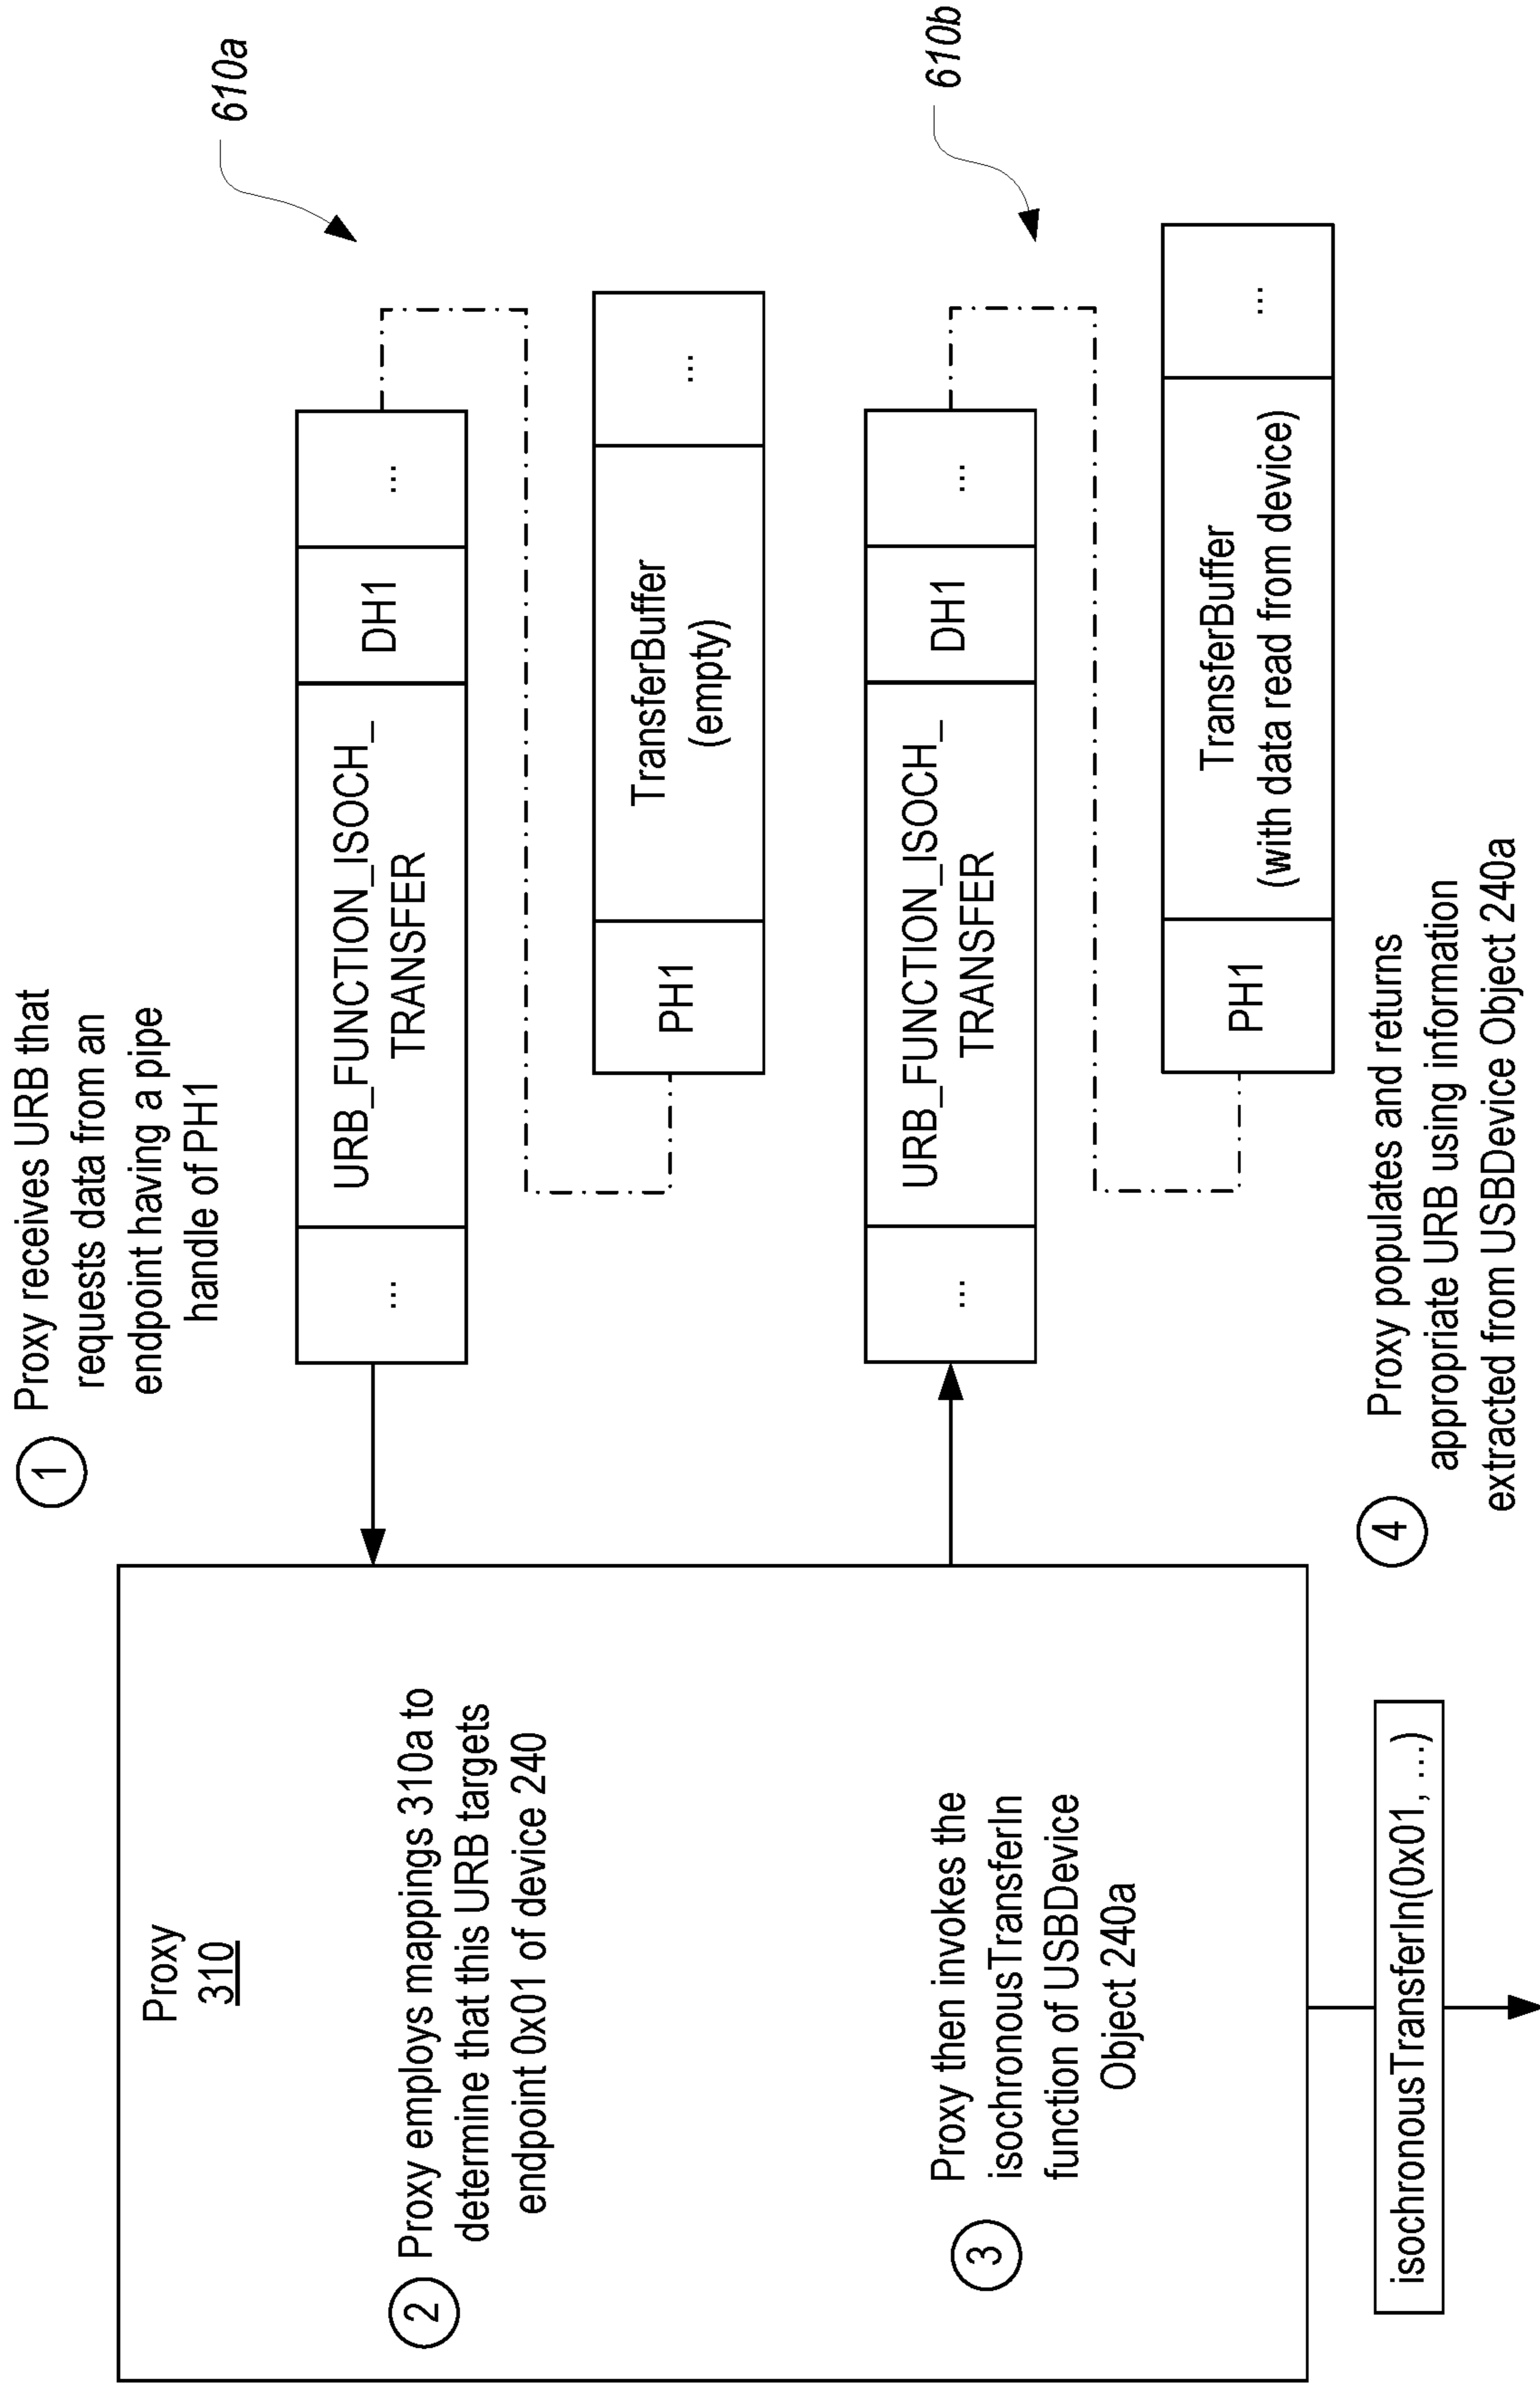 1
Proxy receives URB that
requests data from an
endpoint having a pipe
handle of PH1
610a
...
URB_FUNCTION_ISOCH_
TRANSFER
DH1
...
PH1
TransferBuffer
(empty)
...
Proxy
310
2
Proxy employs mappings 310a to
determine that this URB targets
endpoint 0x01 of device 240
3
Proxy then invokes the
isochronousTransferIn
function of USBDevice
Object 240a
isochronousTransferIn(0x01, ...)
610b
...
URB_FUNCTION_ISOCH_
TRANSFER
DH1
...
PH1
TransferBuffer
(with data read from device)
...
4
Proxy populates and returns
appropriate URB using information
extracted from USBDevice Object 240a